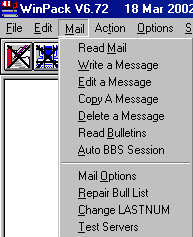 WinPack V6.72 18 Mar 2002
File Edit Mail Action Options S
Read Mail
Write a Message
Edit a Message
Copy A Message
Delete a Message
Read Bulletins
Auto BBS Session
Mail Options
Repair Bull List
Change LASTNUM
Test Servers